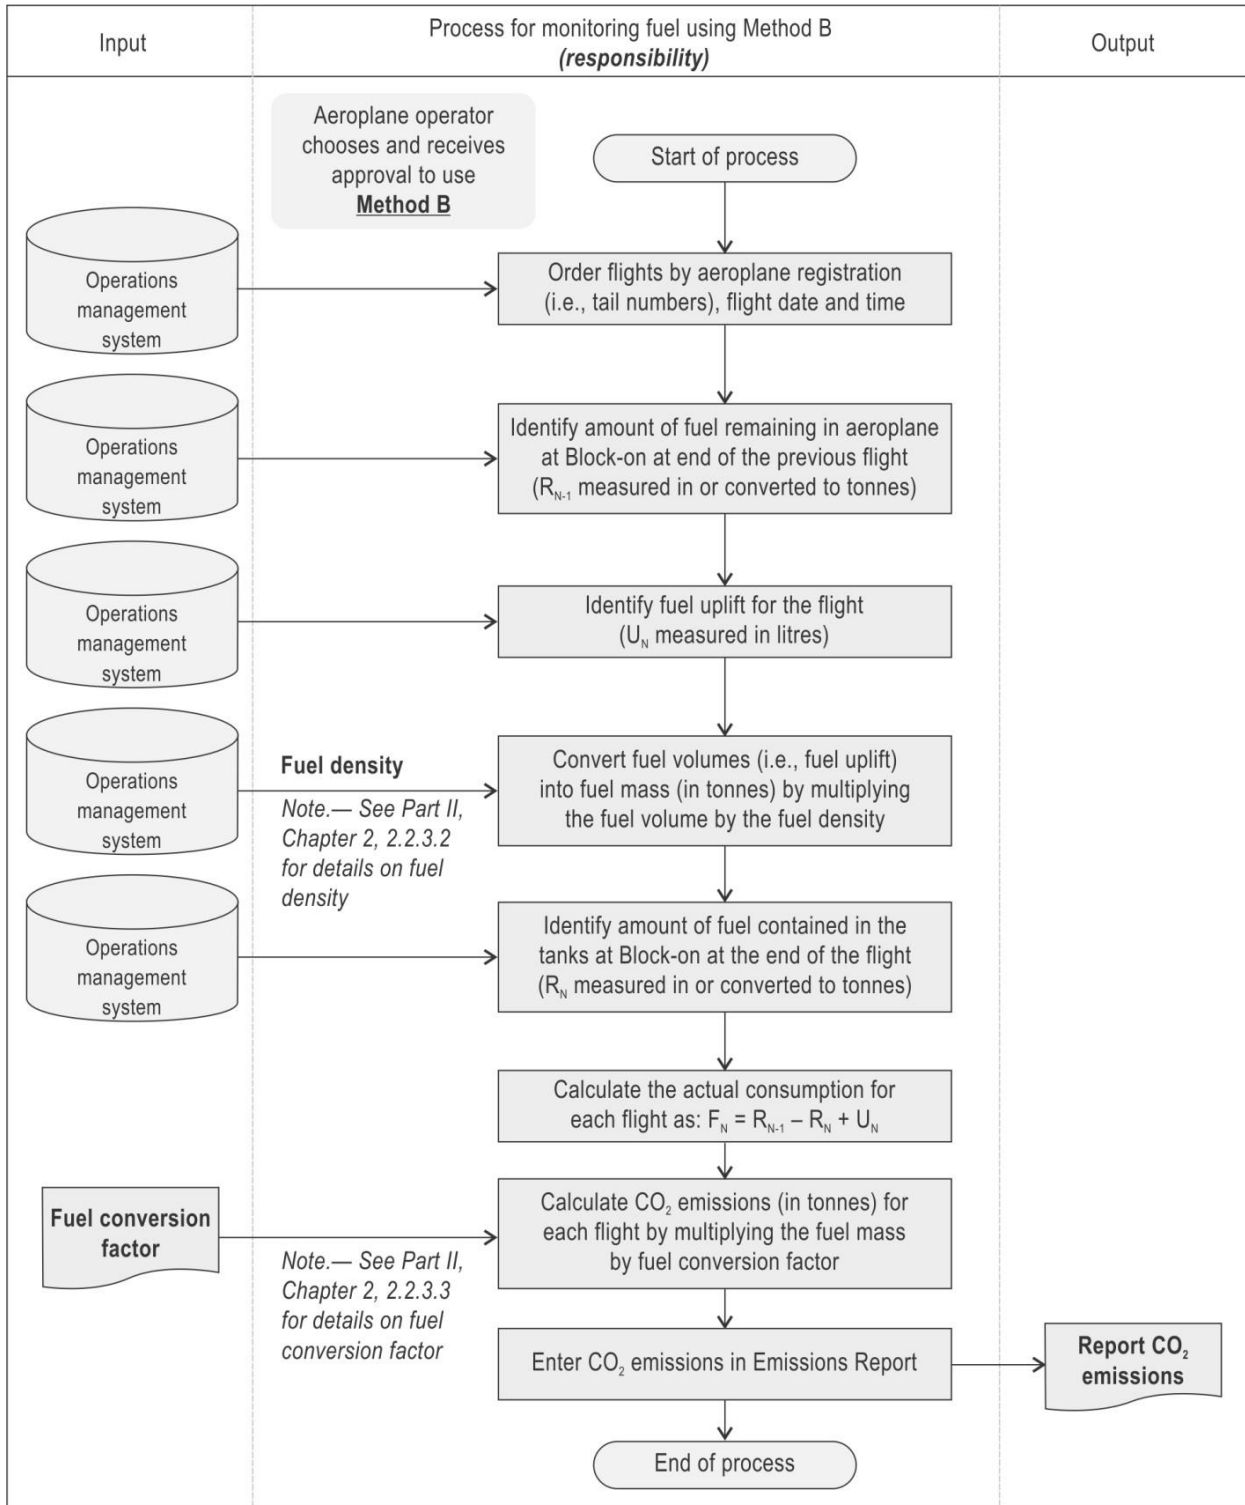 Input
Process for monitoring fuel using Method B
(responsibility)
Output
Aeroplane operator
chooses and receives
approval to use
Method B
Start of process
Operations
management
system
Order flights by aeroplane registration
(i.e., tail numbers), flight date and time
Operations
management
system
Identify amount of fuel remaining in aeroplane
at Block-on at end of the previous flight
(R_N-1 measured in or converted to tonnes)
Operations
management
system
Identify fuel uplift for the flight
(U_N measured in litres)
Operations
management
system
Fuel density
Note.— See Part II,
Chapter 2, 2.2.3.2
for details on fuel
density
Convert fuel volumes (i.e., fuel uplift)
into fuel mass (in tonnes) by multiplying
the fuel volume by the fuel density
Operations
management
system
Identify amount of fuel contained in the
tanks at Block-on at the end of the flight
(R_N measured in or converted to tonnes)
Calculate the actual consumption for
each flight as: F_N = R_N-1 – R_N + U_N
Fuel conversion
factor
Note.— See Part II,
Chapter 2, 2.2.3.3
for details on fuel
conversion factor
Calculate CO₂ emissions (in tonnes) for
each flight by multiplying the fuel mass
by fuel conversion factor
Enter CO₂ emissions in Emissions Report
Report CO₂
emissions
End of process